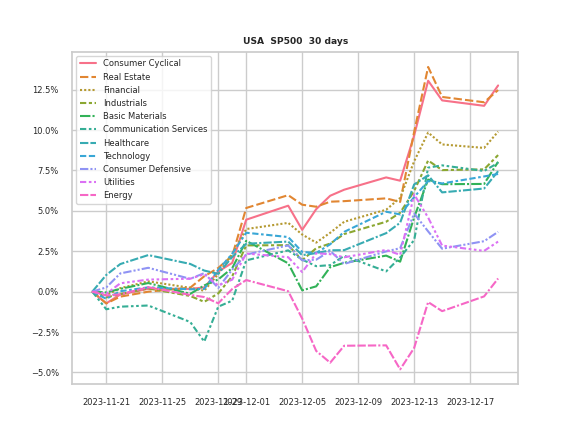 USA  SP500  30 days
Consumer Cyclical
Real Estate
Financial
Industrials
Basic Materials
Communication Services
Healthcare
Technology
Consumer Defensive
Utilities
Energy
12.5%
10.0%
7.5%
5.0%
2.5%
0.0%
−2.5%
−5.0%
2023-11-21 2023-11-25 2023-11-29 2023-12-01 2023-12-05 2023-12-09 2023-12-13 2023-12-17